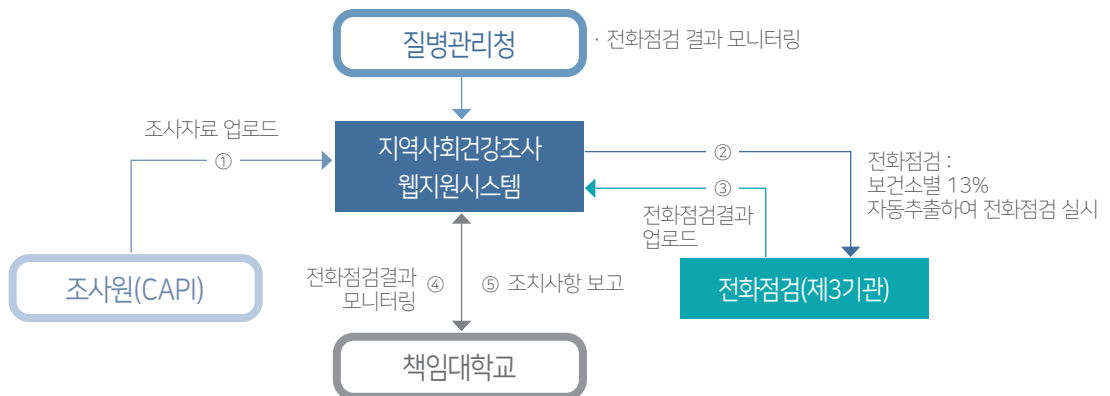 질병관리청
· 전화점검 결과 모니터링
조사자료 업로드
①
지역사회건강조사
웹지원시스템
②
③
전화점검 :
보건소별 13%
자동추출하여 전화점검 실시
전화점검결과
업로드
조사원(CAPI)
전화점검결과
모니터링
④
⑤ 조치사항 보고
전화점검(제3기관)
책임대학교